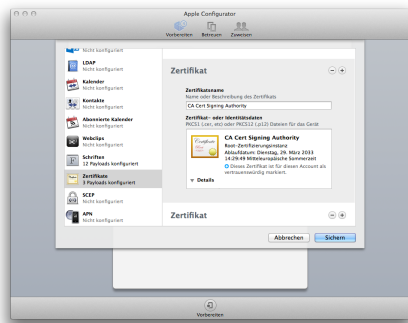 Apple Configurator
Vorbereiten
Betreuen
Zuweisen
Nicht konfiguriert
LDAP
Nicht konfiguriert
Kalender
Nicht konfiguriert
Kontakte
Nicht konfiguriert
Abonnierte Kalender
Nicht konfiguriert
Webclips
Nicht konfiguriert
Schriften
12 Payloads konfiguriert
Zertifikate
3 Payloads konfiguriert
SCEP
Nicht konfiguriert
APN
Nicht konfiguriert
Zertifikat
Zertifikatsname
Name oder Beschreibung des Zertifikats
CA Cert Signing Authority
Zertifikat- oder Identitätsdaten
PKCS1 (.cer, etc) oder PKCS12 (.p12) Dateien für das Gerät
CA Cert Signing Authority
Root-Zertifizierungsinstanz
Ablaufdatum: Dienstag, 29. März 2033
14:29:49 Mitteleuropäische Sommerzeit
Dieses Zertifikat ist für diesen Account als
vertrauenswürdig markiert.
Details
Zertifikat
Abbrechen
Sichern
Vorbereiten